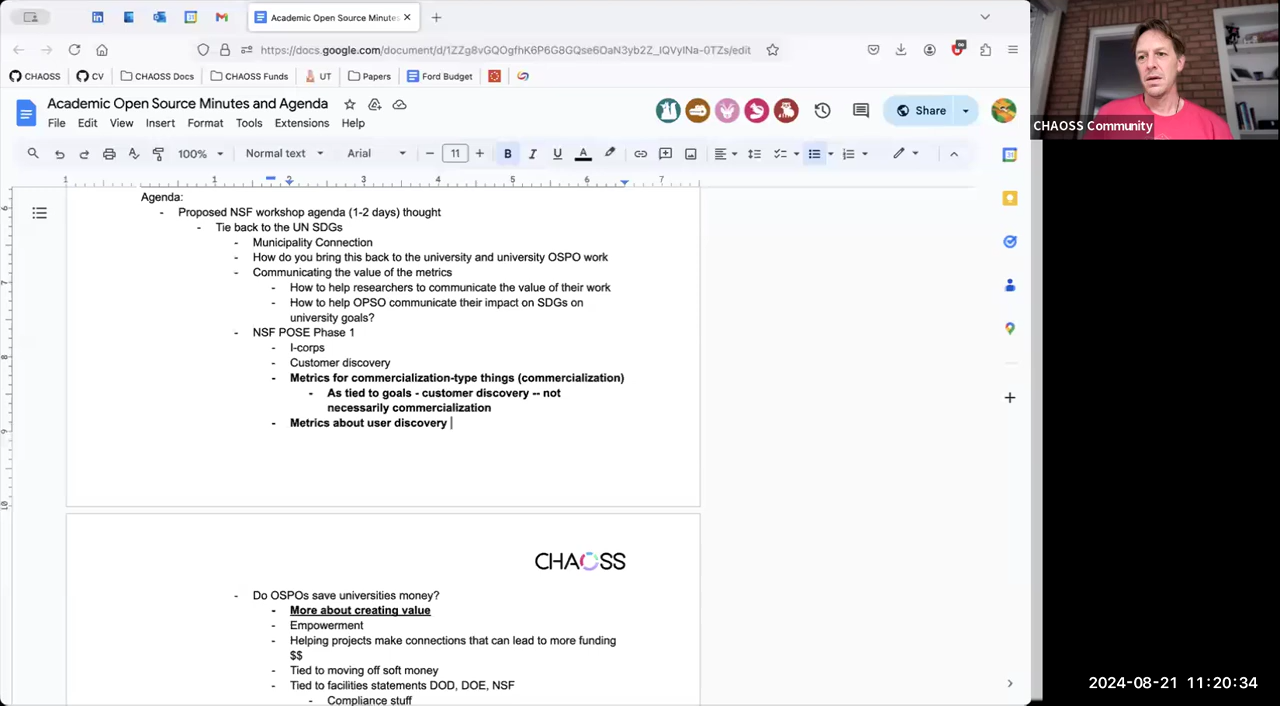 Academic Open Source Minutes
https://docs.google.com/document/d/1ZZg8vGQOgfhK6P6G8GQse6OaN3yb2Z_IQVyINa-0TZs/edit
CHAOSS CV CHAOSS Docs CHAOSS Funds UT Papers Ford Budget
Academic Open Source Minutes and Agenda
File Edit View Insert Format Tools Extensions Help
Share
100% Normal text Arial 11 B I U A
1 1 2 3 4 5 6 7
Agenda:
- Proposed NSF workshop agenda (1-2 days) thought
- Tie back to the UN SDGs
- Municipality Connection
- How do you bring this back to the university and university OSPO work
- Communicating the value of the metrics
- How to help researchers to communicate the value of their work
- How to help OPSO communicate their impact on SDGs on
university goals?
- NSF POSE Phase 1
- I-corps
- Customer discovery
- Metrics for commercialization-type things (commercialization)
- As tied to goals - customer discovery -- not
necessarily commercialization
- Metrics about user discovery
CHAOSS
- Do OSPOs save universities money?
- More about creating value
- Empowerment
- Helping projects make connections that can lead to more funding
$$
- Tied to moving off soft money
- Tied to facilities statements DOD, DOE, NSF
- Compliance stuff
CHAOSS Community
2024-08-21 11:20:34